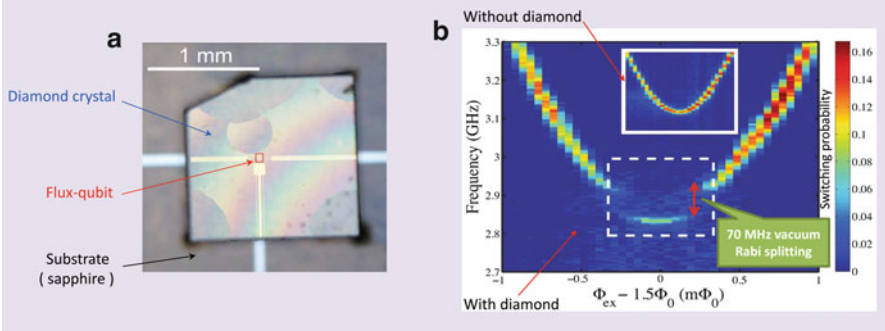 a
1 mm
Diamond crystal
Flux-qubit
Substrate
( sapphire )
b
Without diamond
3.3
3.2
3.1
3
2.9
2.8
2.7
Frequency (GHz)
-1
-0.5
0
0.5
1
Φex − 1.5Φ0 (mΦ0)
With diamond
70 MHz vacuum
Rabi splitting
0.16
0.14
0.12
0.10
0.08
0.06
0.04
0.02
0
Switching probability